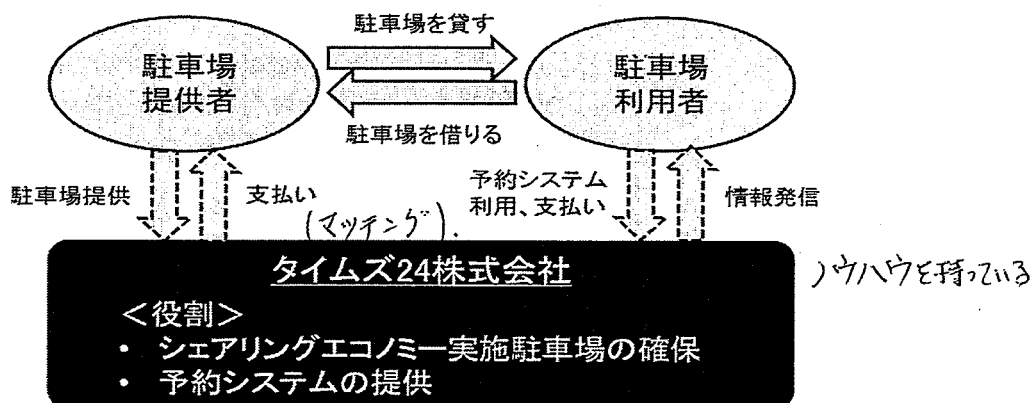 駐車場を貸す
駐車場
提供者
駐車場
利用者
駐車場を借りる
駐車場提供
支払い
予約システム
利用、支払い
情報発信
(マッチング).
タイムズ24株式会社
ノウハウを持っている
＜役割＞
・ シェアリングエコノミー実施駐車場の確保
・ 予約システムの提供